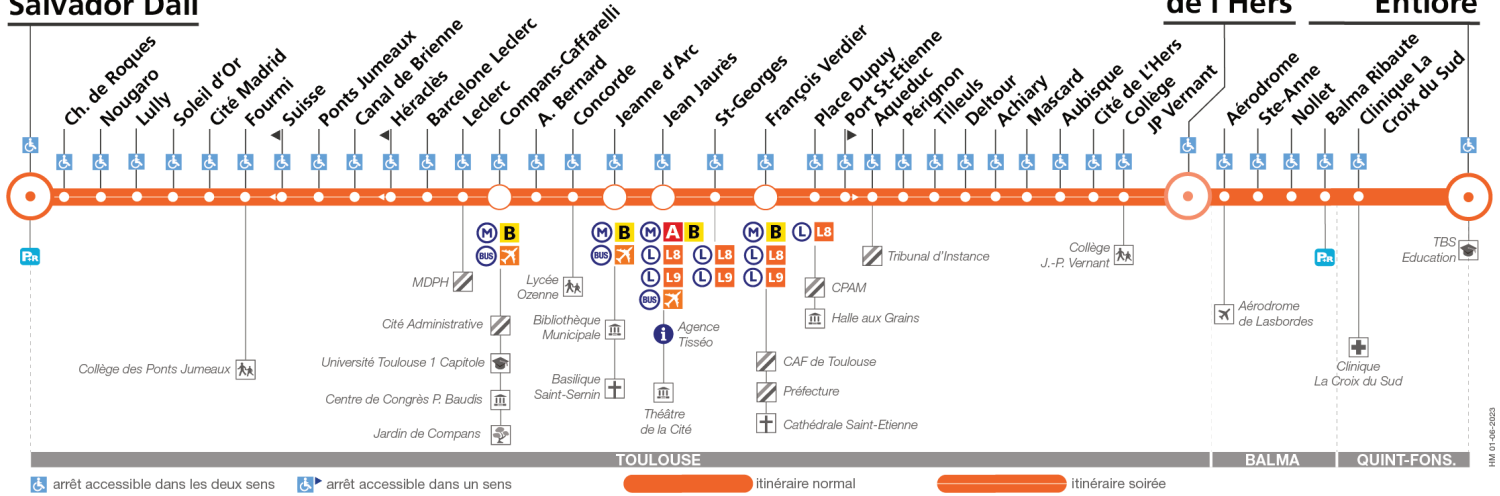 Salvador Dali
de l'Hers
Entiore
Ch. de Roques
Nougaro
Lully
Soleil d'Or
Cité Madrid
Fourmi
Suisse
Ponts Jumeaux
Canal de Brienne
Héraclès
Barcelone Leclerc
Leclerc
Compans-Caffarelli
A. Bernard
Concorde
Jeanne d'Arc
Jean Jaurès
St-Georges
François Verdier
Place Dupuy
Port St-Etienne
Aqueduc
Pérignon
Tilleuls
Deltour
Achiary
Mascard
Aubisque
Cité de L'Hers
Collège
JP Vernant
Aérodrome
Ste-Anne
Nollet
Balma Ribaute
Clinique La
Croix du Sud
P+R
M B
BUS
M B
BUS
M A B
L L8
L L9
BUS
L L8
L L9
M B
L L8
L L9
L L8
P+R
MDPH
Cité Administrative
Université Toulouse 1 Capitole
Centre de Congrès P. Baudis
Jardin de Compans
Collège des Ponts Jumeaux
Lycée
Ozenne
Bibliothèque
Municipale
Basilique
Saint-Sernin
i
Agence
Tisséo
Théâtre
de la Cité
CAF de Toulouse
Préfecture
Cathédrale Saint-Etienne
CPAM
Halle aux Grains
Tribunal d'Instance
Collège
J.-P. Vernant
Aérodrome
de Lasbordes
Clinique
La Croix du Sud
TBS
Education
TOULOUSE
BALMA
QUINT-FONS.
arrêt accessible dans les deux sens
arrêt accessible dans un sens
itinéraire normal
itinéraire soirée
HM 01-06-2023